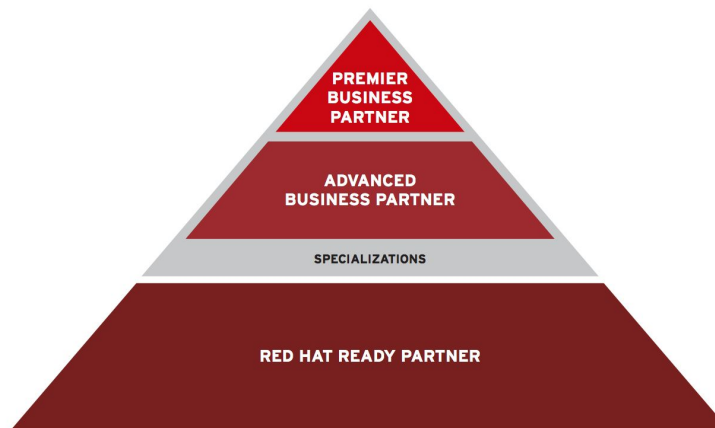 PREMIER
BUSINESS
PARTNER
ADVANCED
BUSINESS PARTNER
SPECIALIZATIONS
RED HAT READY PARTNER